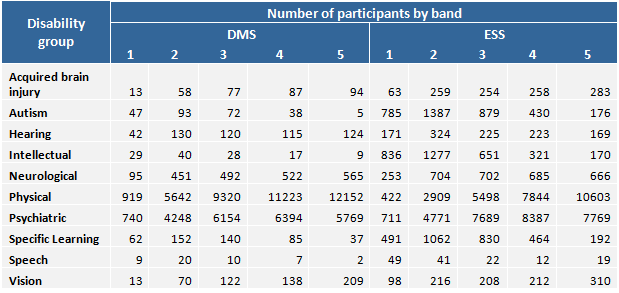 Disability group Number of participants by band
DMS ESS
1 2 3 4 5 1 2 3 4 5
Acquired brain injury 13 58 77 87 94 63 259 254 258 283
Autism 47 93 72 38 5 785 1387 879 430 176
Hearing 42 130 120 115 124 171 324 225 223 169
Intellectual 29 40 28 17 9 836 1277 651 321 170
Neurological 95 451 492 522 565 253 704 702 685 666
Physical 919 5642 9320 11223 12152 422 2909 5498 7844 10603
Psychiatric 740 4248 6154 6394 5769 711 4771 7689 8387 7769
Specific Learning 62 152 140 85 37 491 1062 830 464 192
Speech 9 20 10 7 2 49 41 22 12 19
Vision 13 70 122 138 209 98 216 208 212 310